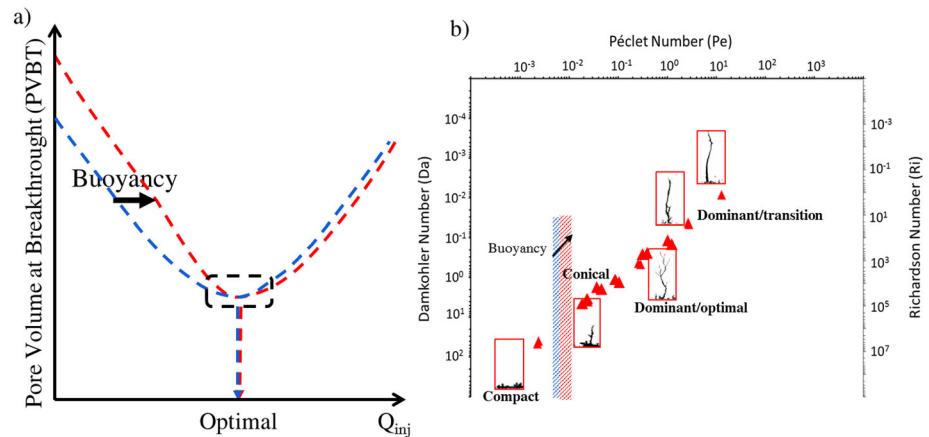 a)
Pore Volume at Breakthrought (PVBT)
Buoyancy
Optimal
Qinj
b)
Péclet Number (Pe)
10-3 10-2 10-1 100 101 102 103
Damkohler Number (Da)
10-4
10-3
10-2
10-1
100
101
102
Richardson Number (Ri)
10-3
10-1
101
103
105
107
Dominant/transition
Buoyancy
Conical
Dominant/optimal
Compact